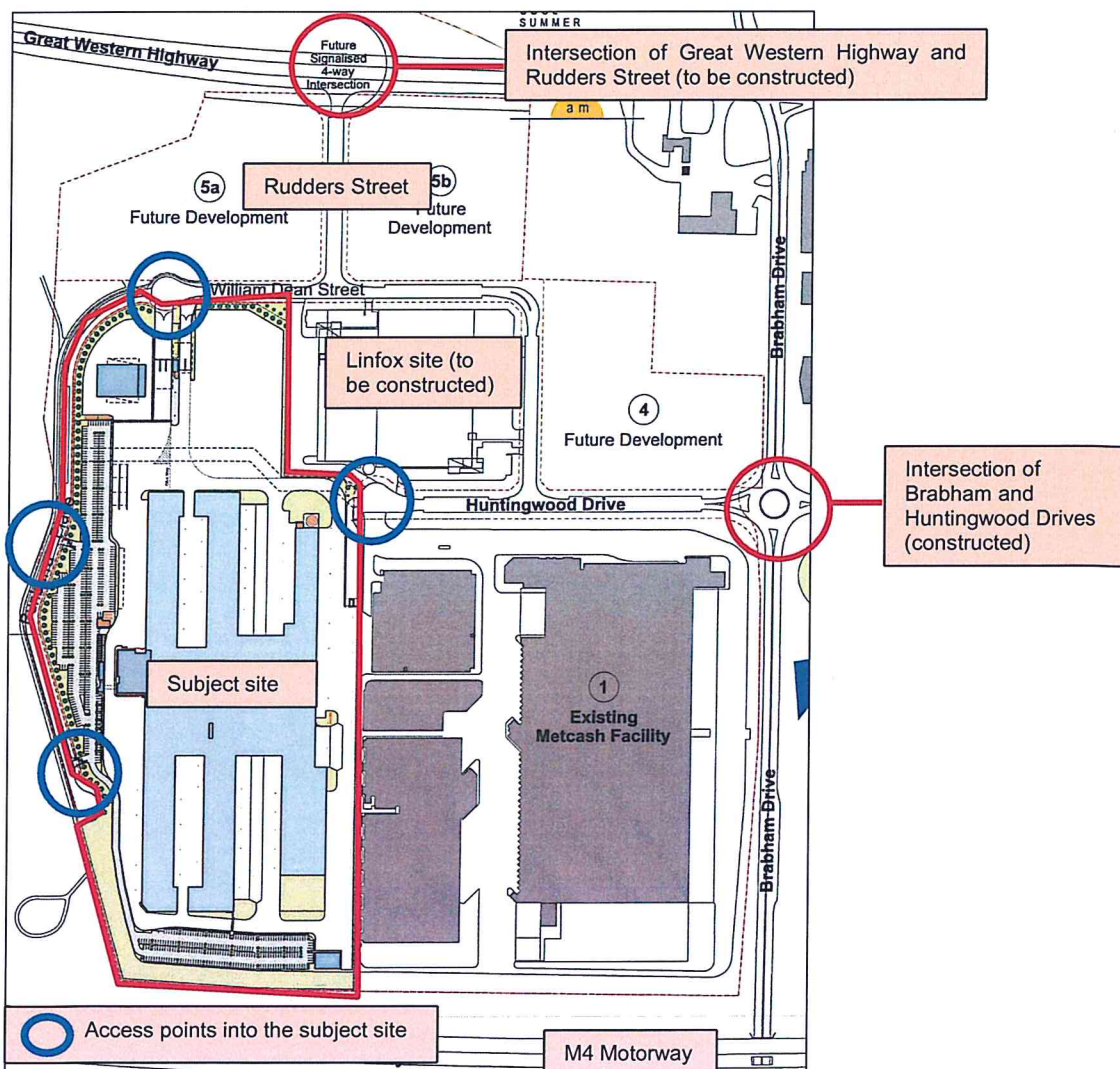 SUMMER
Great Western Highway
Future
Signalised
4-way
Intersection
Intersection of Great Western Highway and
Rudders Street (to be constructed)
am
5a
Rudders Street
5b
Future Development
Future
Development
Brabham Drive
William Dean Street
Linfox site (to
be constructed)
4
Future Development
Huntingwood Drive
Intersection of
Brabham and
Huntingwood Drives
(constructed)
Subject site
1
Existing
Metcash Facility
Brabham Drive
Access points into the subject site
M4 Motorway